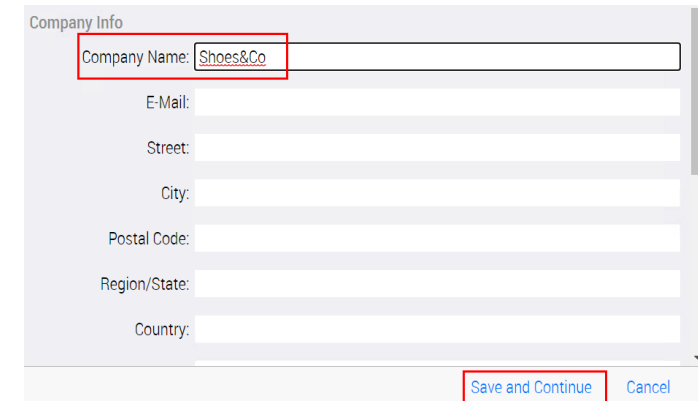 Company Info
Company Name: Shoes&Co
E-Mail:
Street:
City:
Postal Code:
Region/State:
Country:
Save and Continue Cancel